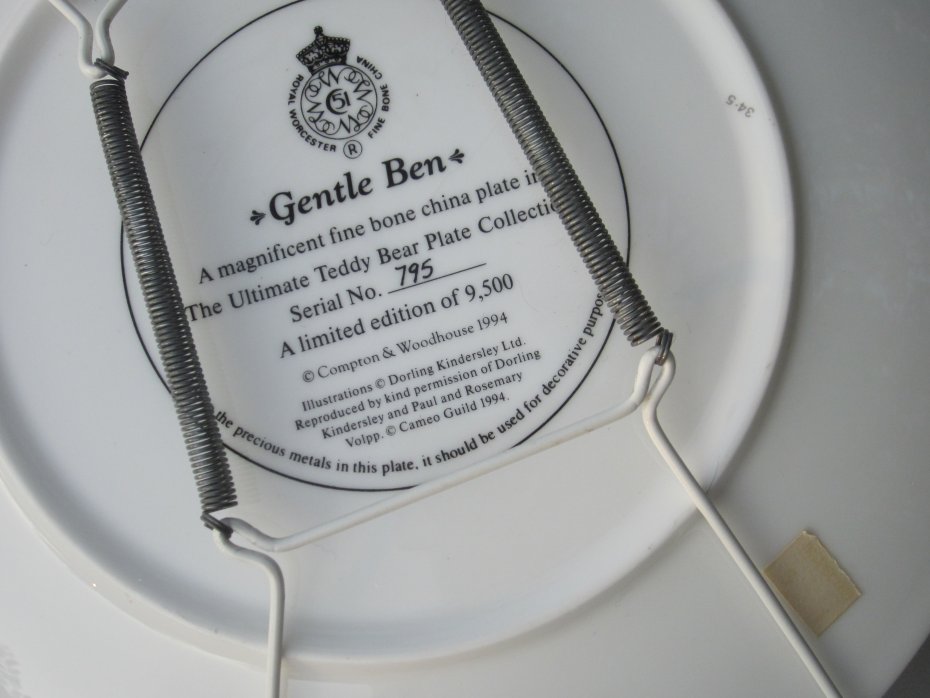 ROYAL WORCESTER FINE BONE CHINA
51
®
34·5
Gentle Ben
A magnificent fine bone china plate in
The Ultimate Teddy Bear Plate Collection
Serial No. 795
A limited edition of 9,500
© Compton & Woodhouse 1994
Illustrations © Dorling Kindersley Ltd.
Reproduced by kind permission of Dorling
Kindersley and Paul and Rosemary
Volpp. © Cameo Guild 1994.
the precious metals in this plate, it should be used for decorative purpo